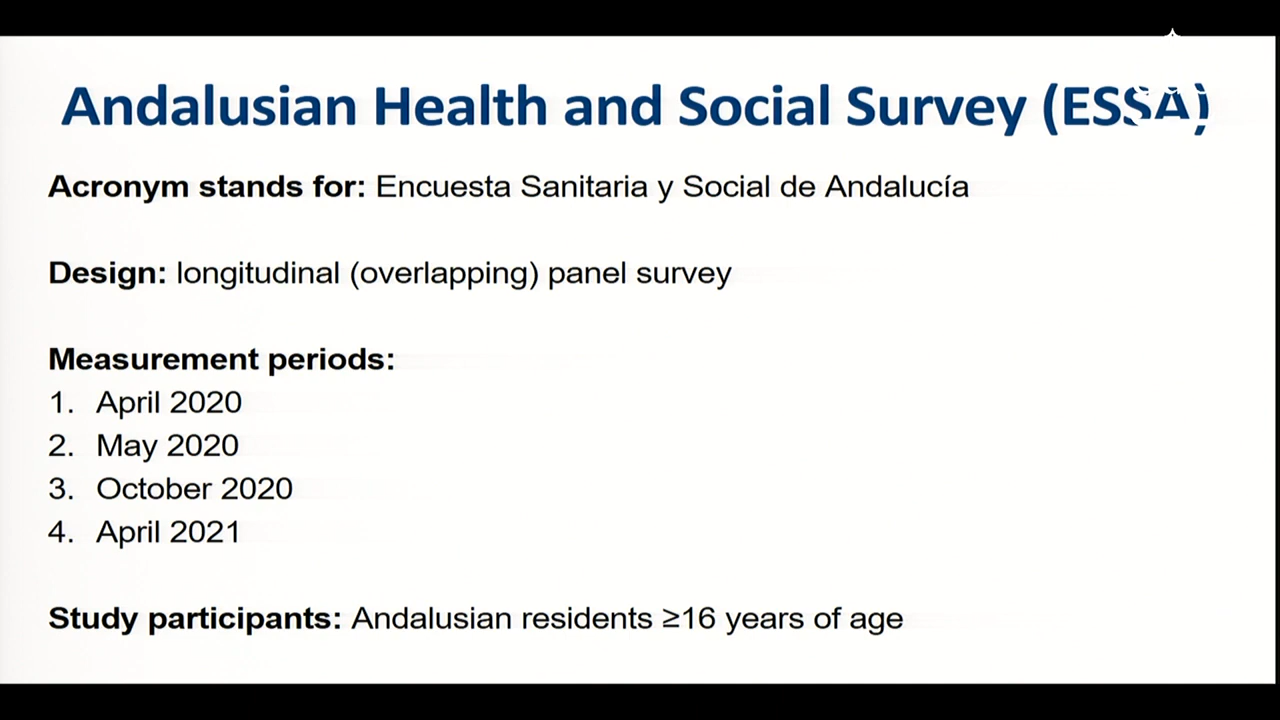 Andalusian Health and Social Survey (ESSA)
Acronym stands for: Encuesta Sanitaria y Social de Andalucía
Design: longitudinal (overlapping) panel survey
Measurement periods:
1. April 2020
2. May 2020
3. October 2020
4. April 2021
Study participants: Andalusian residents ≥16 years of age